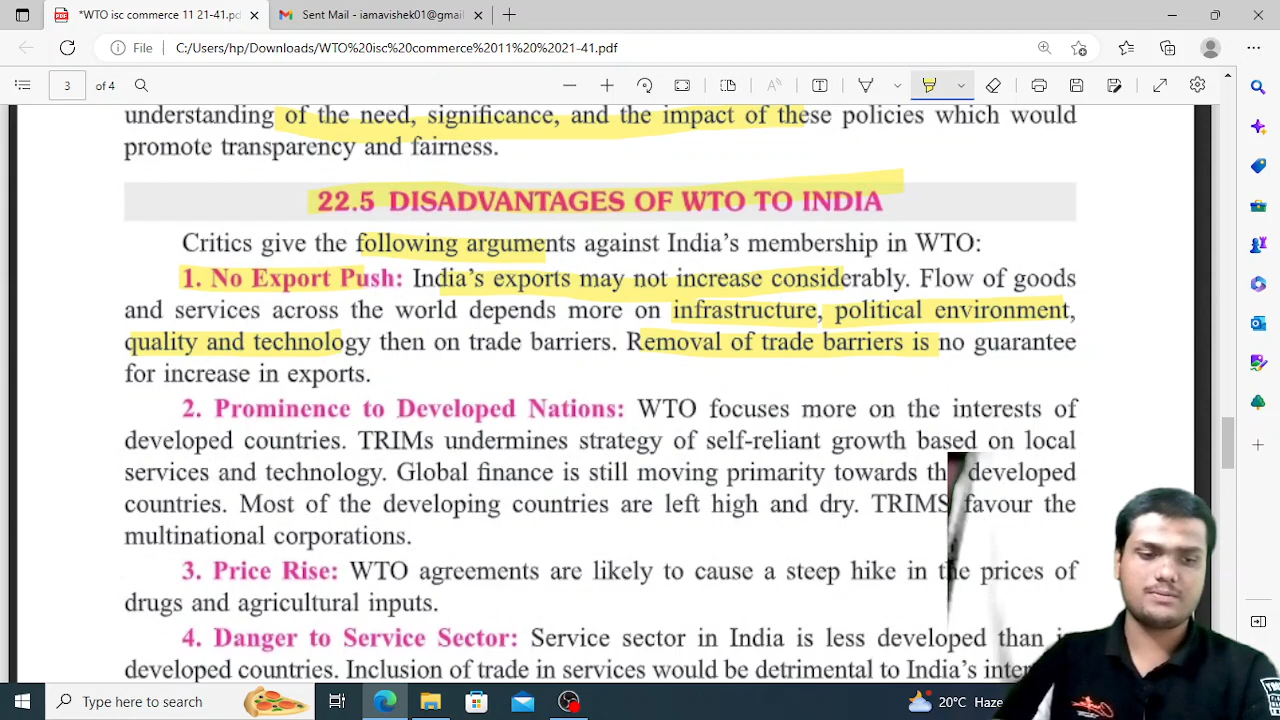 *WTO isc commerce 11 21-41.pd
Sent Mail - iamavishek01@gmail
File
C:/Users/hp/Downloads/WTO%20isc%20commerce%2011%20%2021-41.pdf
3 of 4
understanding of the need, significance, and the impact of these policies which would
promote transparency and fairness.
22.5 DISADVANTAGES OF WTO TO INDIA
Critics give the following arguments against India's membership in WTO:
1. No Export Push: India's exports may not increase considerably. Flow of goods
and services across the world depends more on infrastructure, political environment,
quality and technology then on trade barriers. Removal of trade barriers is no guarantee
for increase in exports.
2. Prominence to Developed Nations: WTO focuses more on the interests of
developed countries. TRIMs undermines strategy of self-reliant growth based on local
services and technology. Global finance is still moving primarity towards th developed
countries. Most of the developing countries are left high and dry. TRIMS favour the
multinational corporations.
3. Price Rise: WTO agreements are likely to cause a steep hike in the prices of
drugs and agricultural inputs.
4. Danger to Service Sector: Service sector in India is less developed than
developed countries. Inclusion of trade in services would be detrimental to India's
Type here to search
20°C Haze